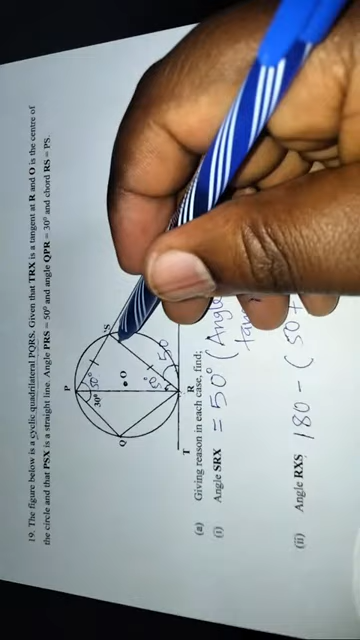 19. The figure below is a cyclic quadrilateral PQRS. Given that TRX is a tangent at R and O is the centre of
the circle and that PSX is a straight line. Angle PRS = 50° and angle QPR = 30° and chord RS = PS.
P
S
50°
30°
O
Q
50
50
R
T
(a) Giving reason in each case, find;
(i) Angle SRX = 50° (Angle
(ii) Angle RXS 180 - ( 50 +